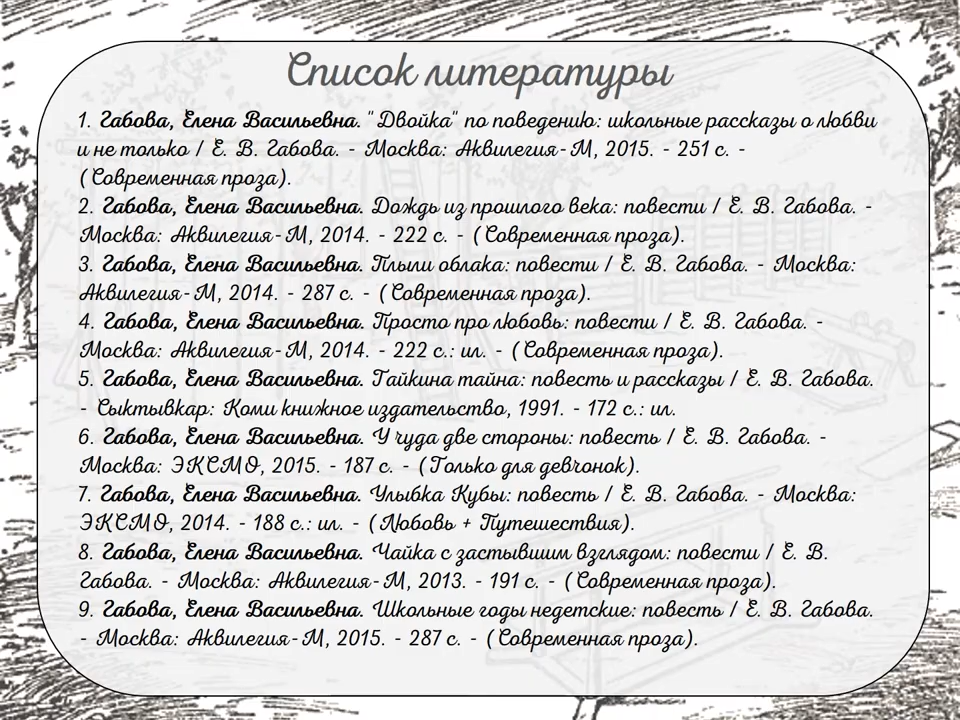 Список литературы
1. Габова, Елена Васильевна. "Двойка" по поведению: школьные рассказы о любви
и не только / Е. В. Габова. - Москва: Аквилегия-М, 2015. - 251 с. -
(Современная проза).
2. Габова, Елена Васильевна. Дождь из прошлого века: повести / Е. В. Габова. -
Москва: Аквилегия-М, 2014. - 222 с. - (Современная проза).
3. Габова, Елена Васильевна. Плыли облака: повести / Е. В. Габова. - Москва:
Аквилегия-М, 2014. - 287 с. - (Современная проза).
4. Габова, Елена Васильевна. Просто про любовь: повести / Е. В. Габова. -
Москва: Аквилегия-М, 2014. - 222 с.: ил. - (Современная проза).
5. Габова, Елена Васильевна. Гайкина тайна: повесть и рассказы / Е. В. Габова.
- Сыктывкар: Коми книжное издательство, 1991. - 172 с.: ил.
6. Габова, Елена Васильевна. У чуда две стороны: повесть / Е. В. Габова. -
Москва: ЭКСМО, 2015. - 187 с. - (Только для девчонок).
7. Габова, Елена Васильевна. Улыбка Кубы: повесть / Е. В. Габова. - Москва:
ЭКСМО, 2014. - 188 с.: ил. - (Любовь + Путешествия).
8. Габова, Елена Васильевна. Чайка с застывшим взглядом: повести / Е. В.
Габова. - Москва: Аквилегия-М, 2013. - 191 с. - (Современная проза).
9. Габова, Елена Васильевна. Школьные годы недетские: повесть / Е. В. Габова.
- Москва: Аквилегия-М, 2015. - 287 с. - (Современная проза).